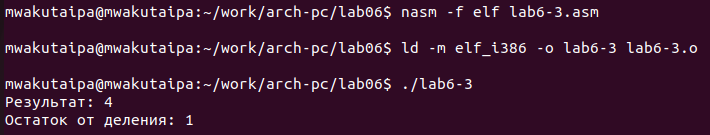 mwakutaipa@mwakutaipa:~/work/arch-pc/lab06$ nasm -f elf lab6-3.asm
mwakutaipa@mwakutaipa:~/work/arch-pc/lab06$ ld -m elf_i386 -o lab6-3 lab6-3.o
mwakutaipa@mwakutaipa:~/work/arch-pc/lab06$ ./lab6-3
Результат: 4
Остаток от деления: 1